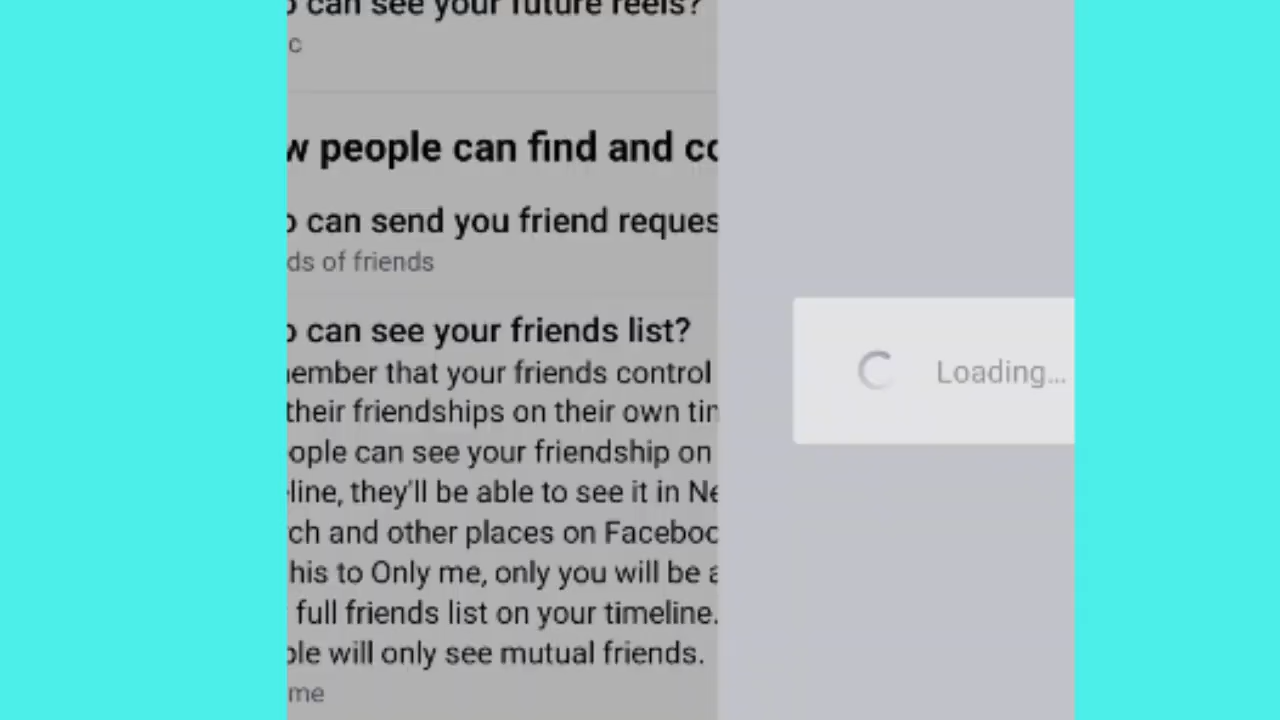 can see your future reels?
c
w people can find and co
can send you friend reques
ds of friends
can see your friends list?
ember that your friends control
their friendships on their own tim
ople can see your friendship on
line, they'll be able to see it in Ne
ch and other places on Faceboo
his to Only me, only you will be a
full friends list on your timeline.
ple will only see mutual friends.
me
Loading...